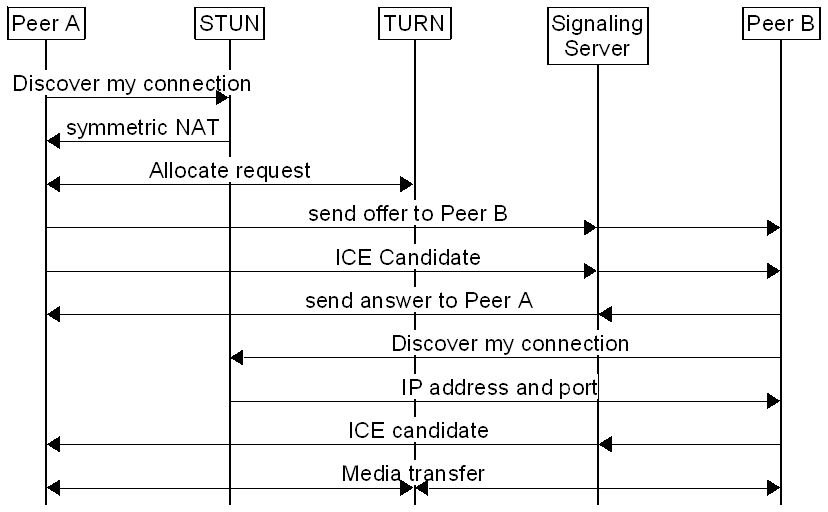 Peer A
STUN
TURN
Signaling
Server
Peer B
Discover my connection
symmetric NAT
Allocate request
send offer to Peer B
ICE Candidate
send answer to Peer A
Discover my connection
IP address and port
ICE candidate
Media transfer